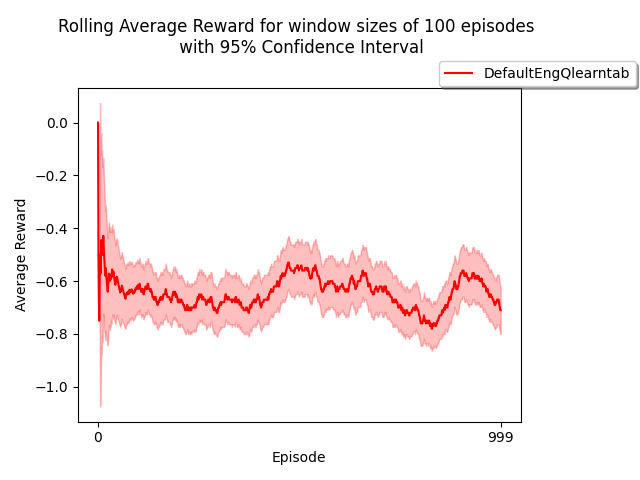 Rolling Average Reward for window sizes of 100 episodes
with 95% Confidence Interval
DefaultEngQlearntab
0.0
−0.2
−0.4
−0.6
−0.8
−1.0
Average Reward
0 999
Episode